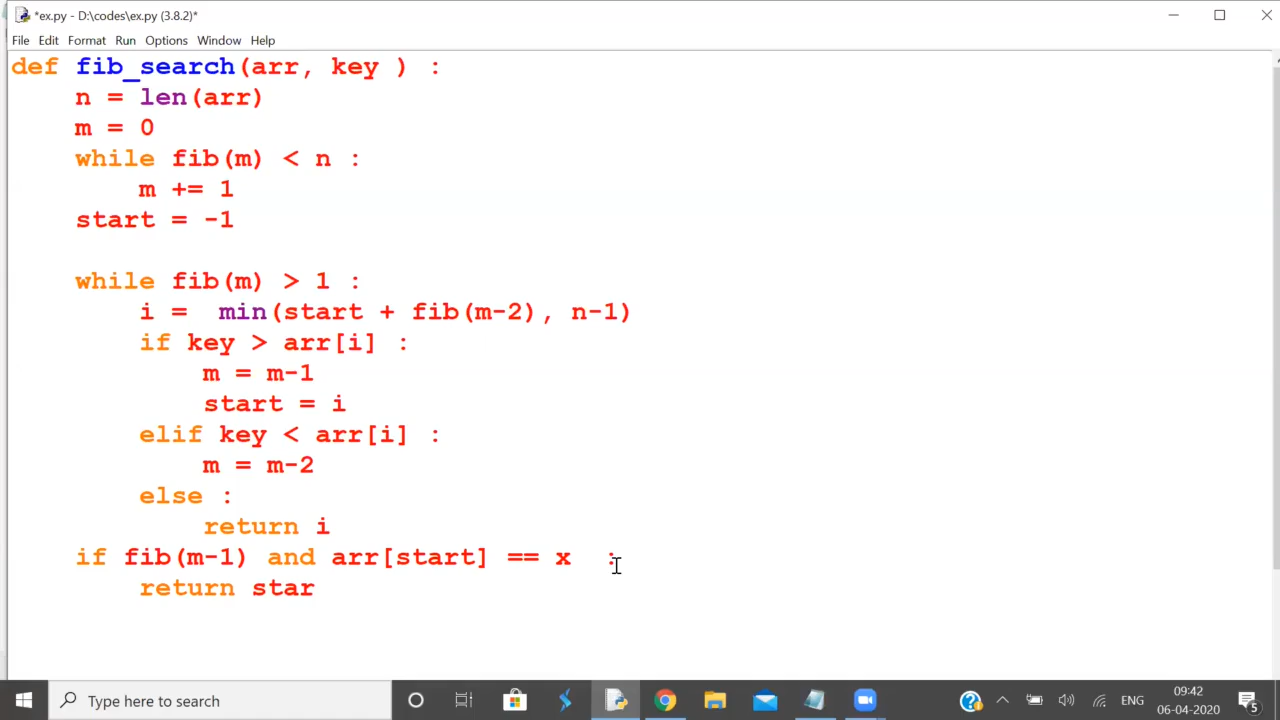 *ex.py - D:\codes\ex.py (3.8.2)*
File Edit Format Run Options Window Help
def fib_search(arr, key ) :
    n = len(arr)
    m = 0
    while fib(m) < n :
        m += 1
    start = -1
    while fib(m) > 1 :
        i =  min(start + fib(m-2), n-1)
        if key > arr[i] :
            m = m-1
            start = i
        elif key < arr[i] :
            m = m-2
        else :
            return i
    if fib(m-1) and arr[start] == x  :
        return star
Type here to search
ENG
09:42
06-04-2020
5